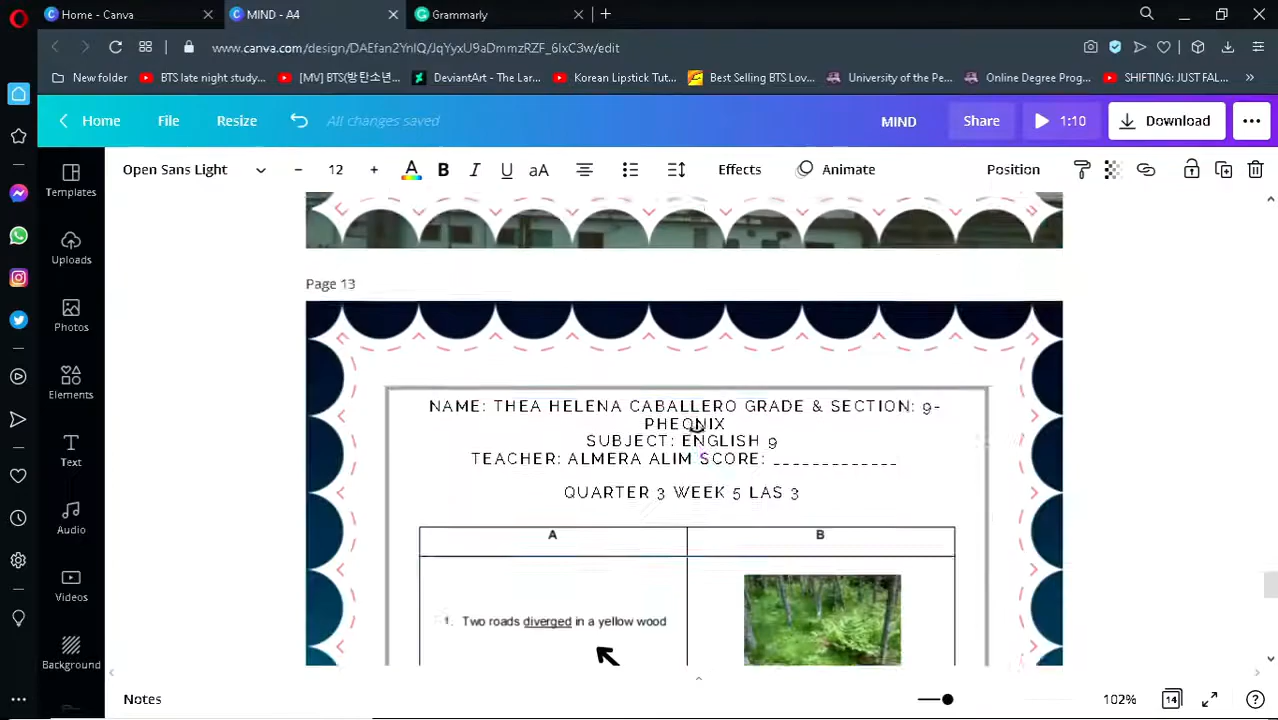 Home - Canva
MIND - A4
Grammarly
www.canva.com/design/DAEfan2YnIQ/JqYyxU9aDmmzRZF_6IxC3w/edit
New folder
BTS late night study...
[MV] BTS(방탄소년...
DeviantArt - The Lar...
Korean Lipstick Tut...
Best Selling BTS Lov...
University of the Pe...
Online Degree Prog...
SHIFTING: JUST FAL...
Home
File
Resize
All changes saved
MIND
Share
1:10
Download
Open Sans Light
12
B
I
U
aA
Effects
Animate
Position
Templates
Uploads
Photos
Elements
Text
Audio
Videos
Background
Page 13
NAME: THEA HELENA CABALLERO GRADE & SECTION: 9-
PHEONIX
SUBJECT: ENGLISH 9
TEACHER: ALMERA ALIM SCORE: _____________
QUARTER 3 WEEK 5 LAS 3
A
B
1. Two roads diverged in a yellow wood
Notes
102%
14